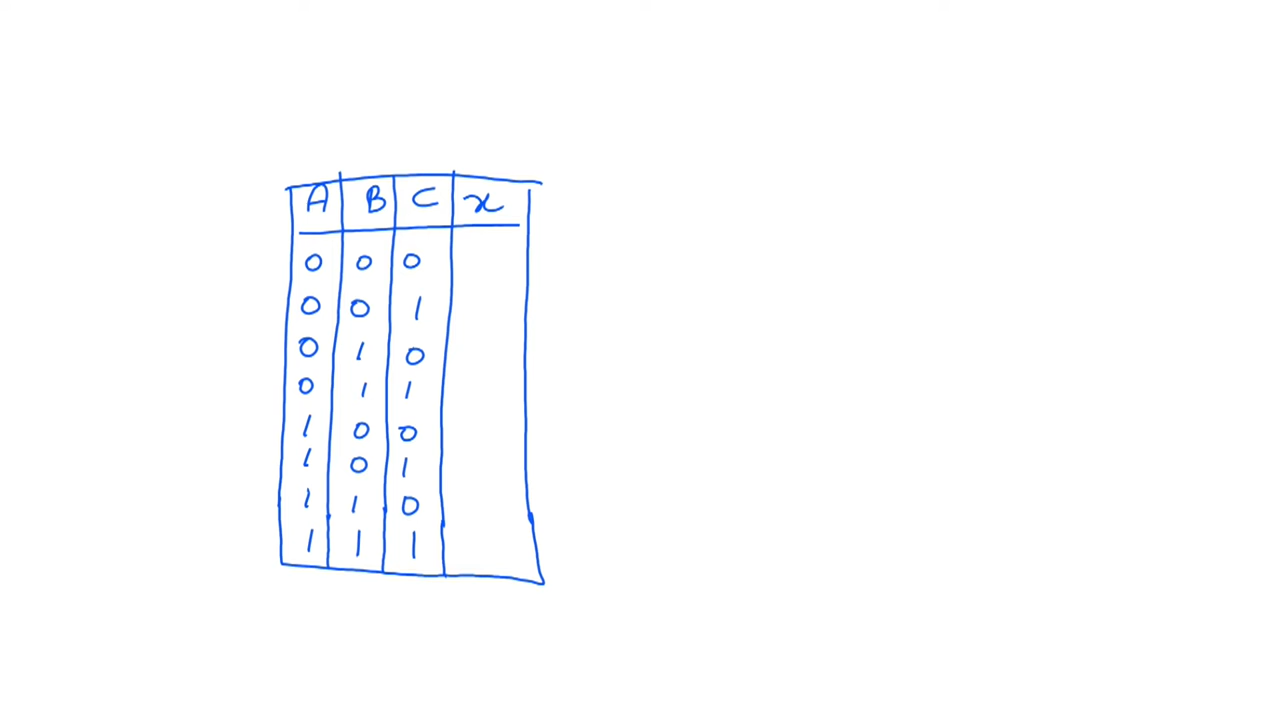 A B C x
0 0 0
0 0 1
0 1 0
0 1 1
1 0 0
1 0 1
1 1 0
1 1 1